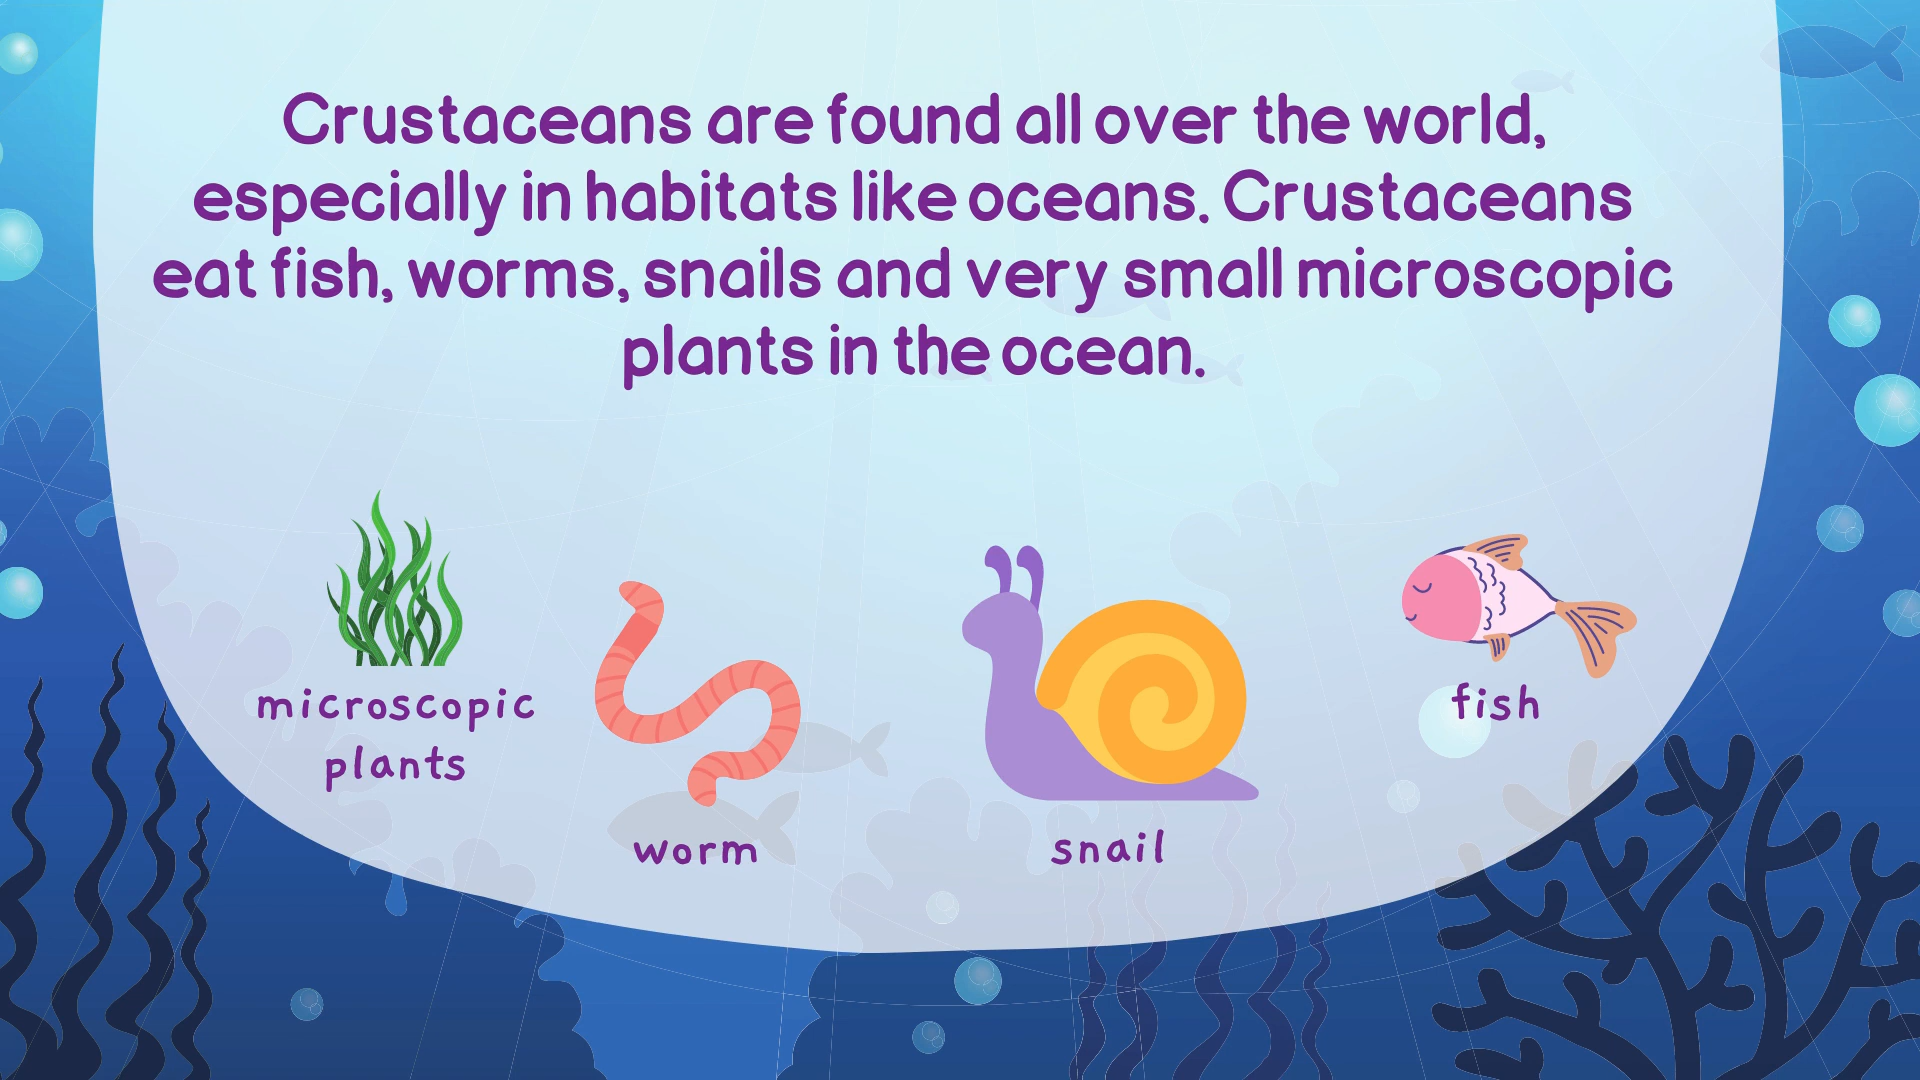 Crustaceans are found all over the world,
especially in habitats like oceans. Crustaceans
eat fish, worms, snails and very small microscopic
plants in the ocean.
microscopic
plants
worm
snail
fish